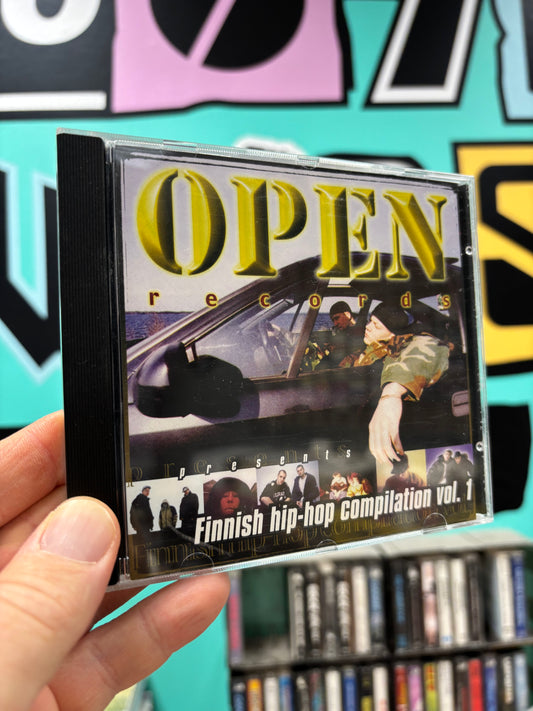 OPEN
records
presents
Finnish hip-hop compilation vol. 1